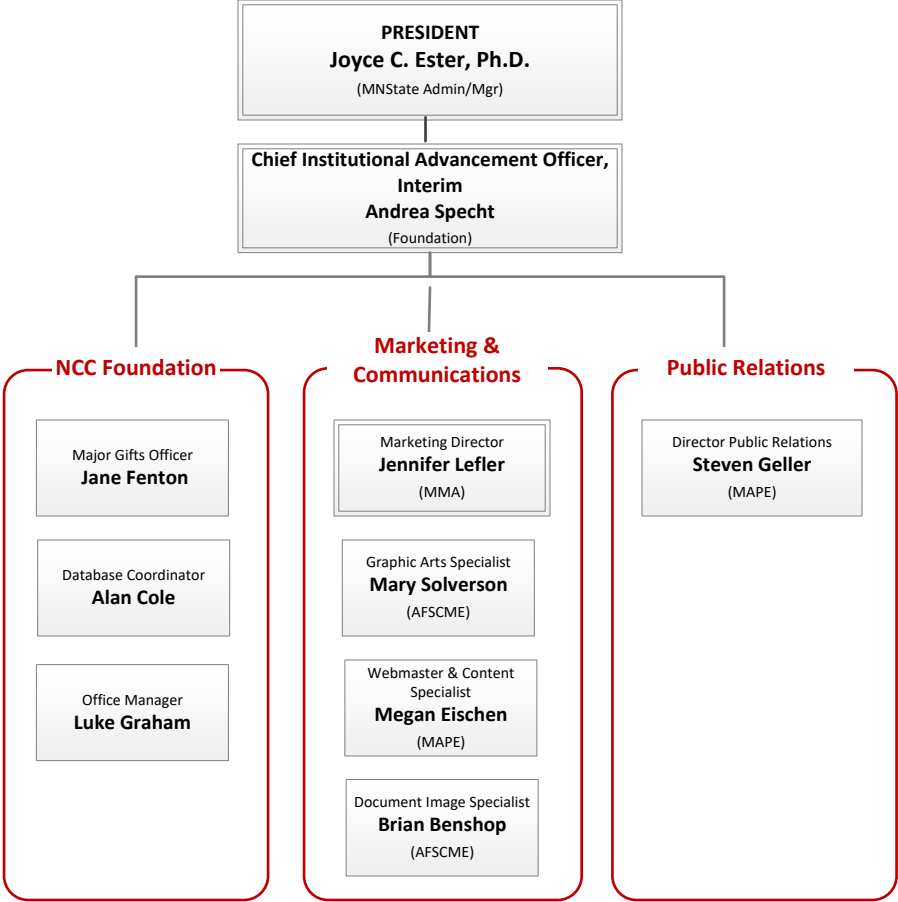 PRESIDENT
Joyce C. Ester, Ph.D.
(MNState Admin/Mgr)
Chief Institutional Advancement Officer,
Interim
Andrea Specht
(Foundation)
NCC Foundation
Major Gifts Officer
Jane Fenton
Database Coordinator
Alan Cole
Office Manager
Luke Graham
Marketing &
Communications
Marketing Director
Jennifer Lefler
(MMA)
Graphic Arts Specialist
Mary Solverson
(AFSCME)
Webmaster & Content
Specialist
Megan Eischen
(MAPE)
Document Image Specialist
Brian Benshop
(AFSCME)
Public Relations
Director Public Relations
Steven Geller
(MAPE)